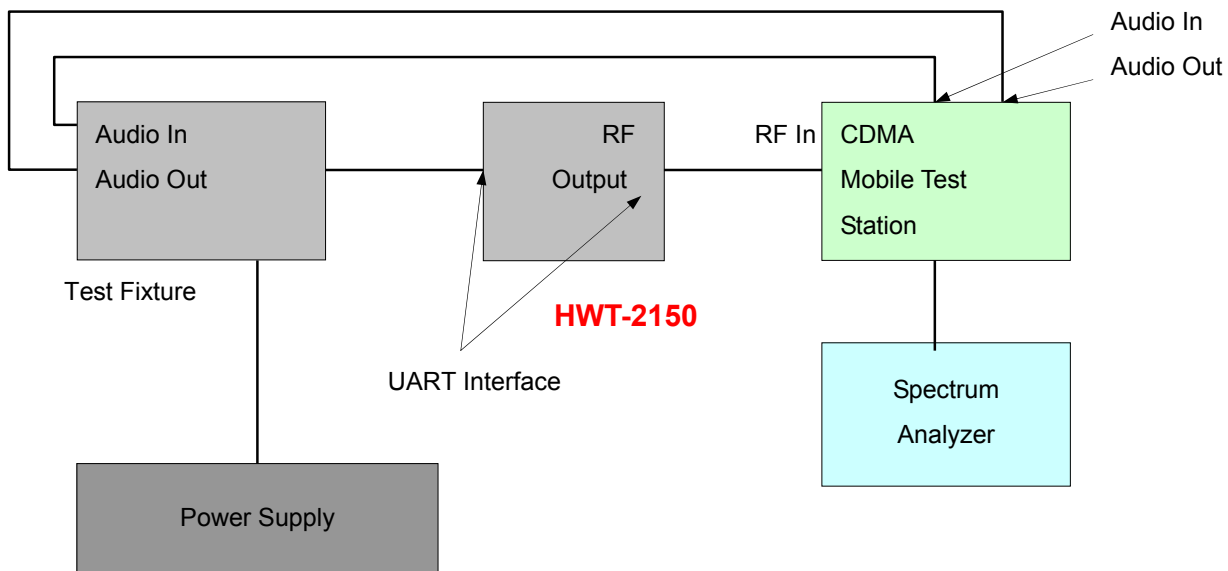 Audio In
Audio Out
Audio In
Audio Out
RF
Output
RF In
CDMA
Mobile Test
Station
Test Fixture
HWT-2150
UART Interface
Spectrum
Analyzer
Power Supply